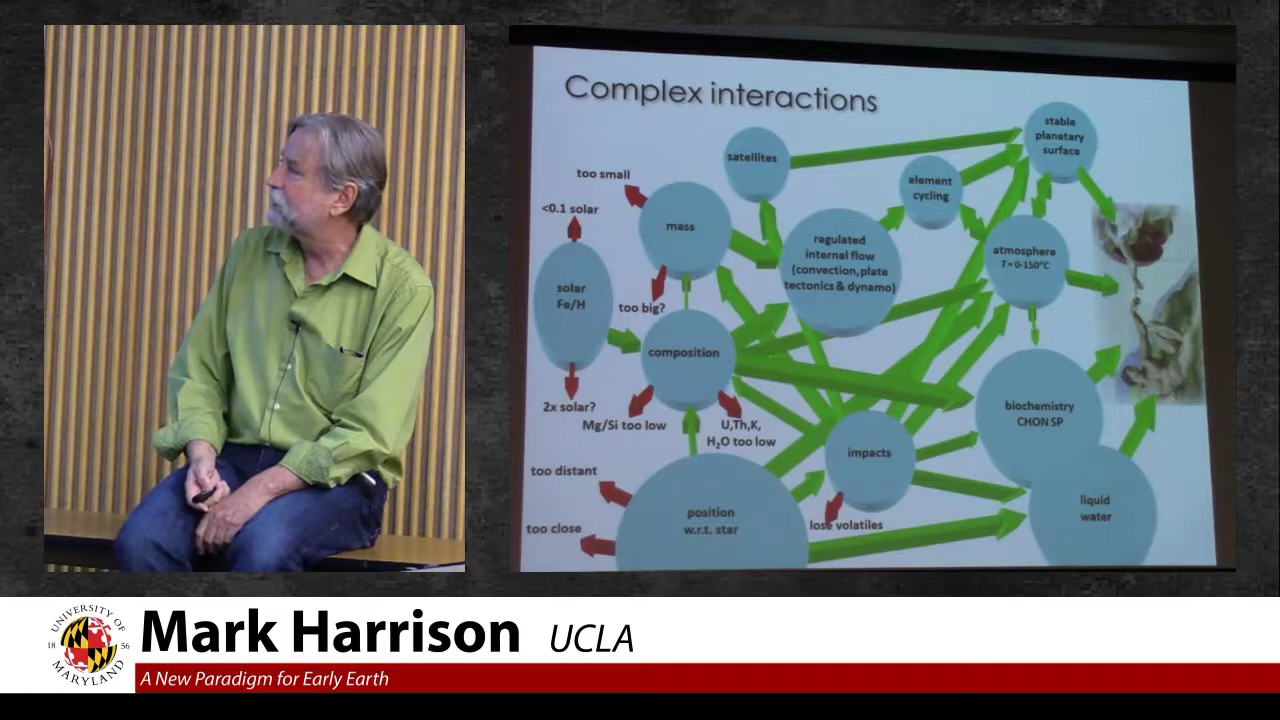 Complex interactions
satellites
stable
planetary
surface
element
cycling
too small
<0.1 solar
mass
regulated
internal flow
(convection, plate
tectonics & dynamo)
atmosphere
T = 0-150°C
solar
Fe/H
too big?
composition
2x solar?
Mg/Si too low
U,Th,K,
H₂O too low
biochemistry
CHON SP
impacts
too distant
too close
position
w.r.t. star
lose volatiles
liquid
water
UNIVERSITY OF
18 56
MARYLAND
Mark Harrison UCLA
A New Paradigm for Early Earth